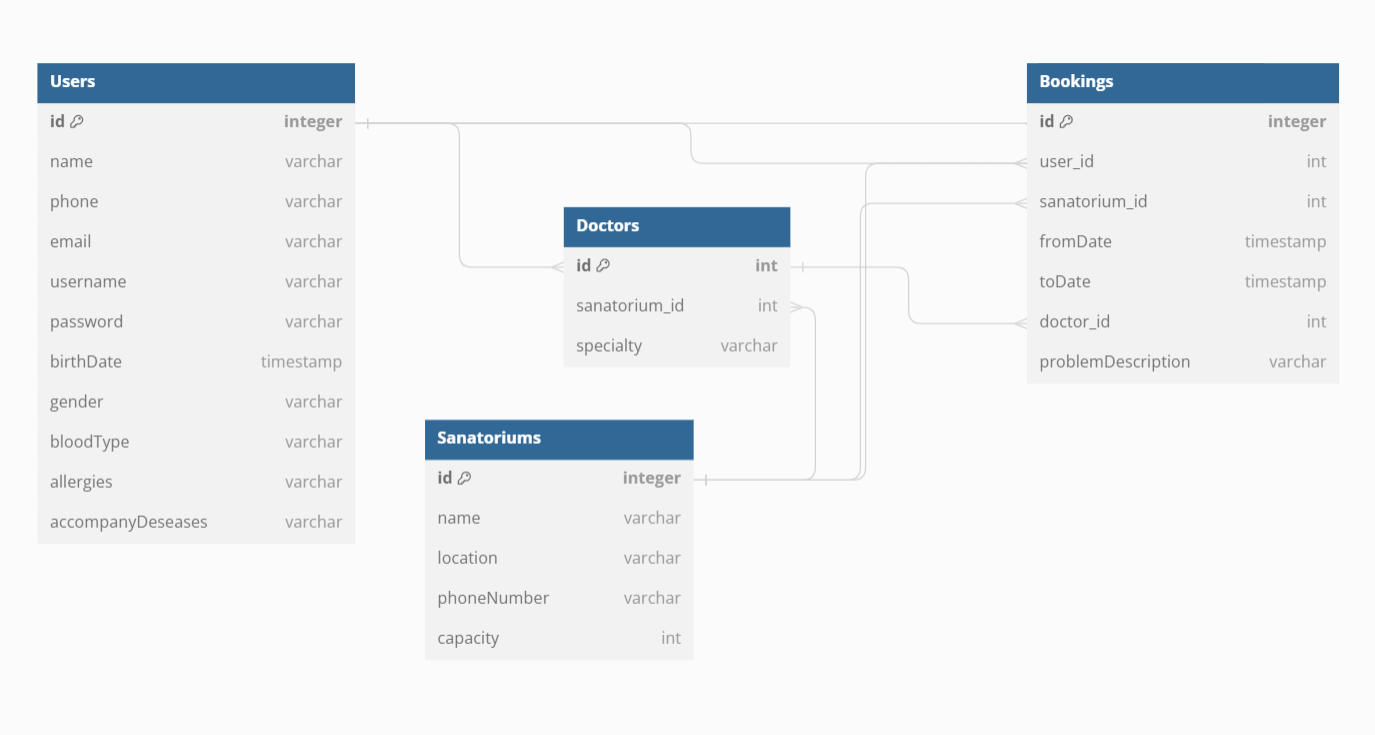 Users
id integer
name varchar
phone varchar
email varchar
username varchar
password varchar
birthDate timestamp
gender varchar
bloodType varchar
allergies varchar
accompanyDeseases varchar
Doctors
id int
sanatorium_id int
specialty varchar
Sanatoriums
id integer
name varchar
location varchar
phoneNumber varchar
capacity int
Bookings
id integer
user_id int
sanatorium_id int
fromDate timestamp
toDate timestamp
doctor_id int
problemDescription varchar